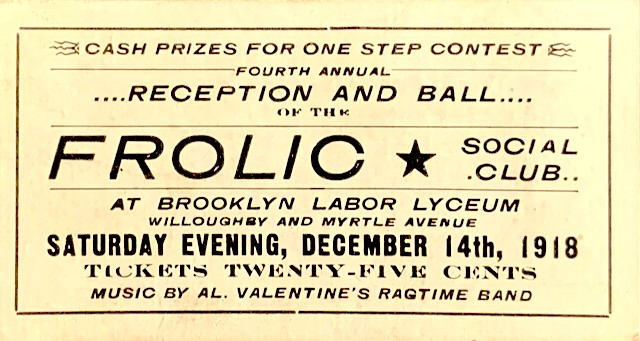 CASH PRIZES FOR ONE STEP CONTEST
FOURTH ANNUAL
....RECEPTION AND BALL....
OF THE
FROLIC ★ SOCIAL
.CLUB..
AT BROOKLYN LABOR LYCEUM
WILLOUGHBY AND MYRTLE AVENUE
SATURDAY EVENING, DECEMBER 14th, 1918
TICKETS TWENTY-FIVE CENTS
MUSIC BY AL. VALENTINE'S RAGTIME BAND